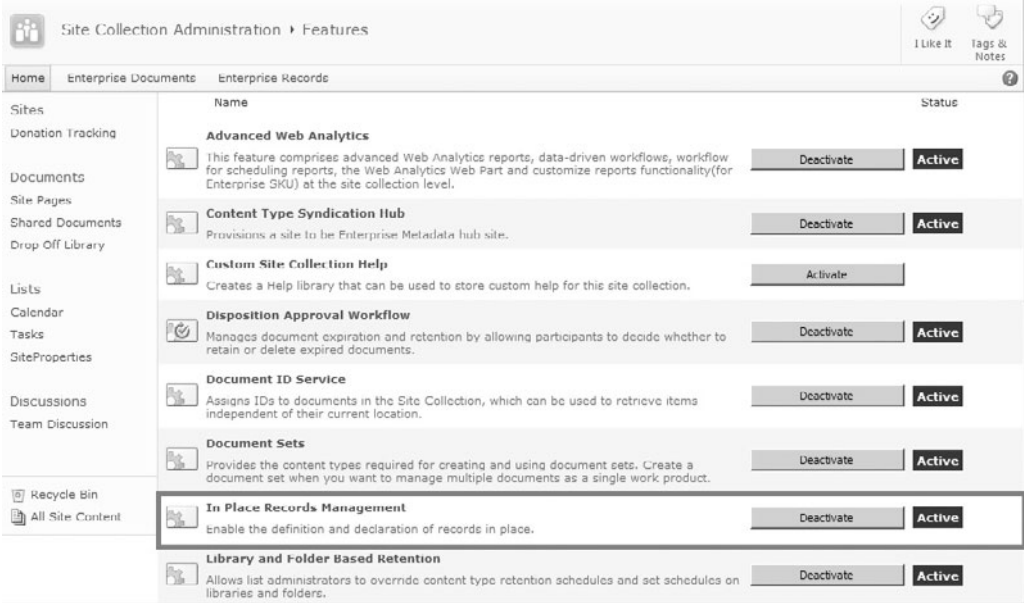 Site Collection Administration ▸ Features
I Like It
Tags &
Notes
Home Enterprise Documents Enterprise Records
Sites
Donation Tracking
Documents
Site Pages
Shared Documents
Drop Off Library
Lists
Calendar
Tasks
SiteProperties
Discussions
Team Discussion
Recycle Bin
All Site Content
Name Status
Advanced Web Analytics
This feature comprises advanced Web Analytics reports, data-driven workflows, workflow
for scheduling reports, the Web Analytics Web Part and customize reports functionality(for
Enterprise SKU) at the site collection level.
Deactivate Active
Content Type Syndication Hub
Provisions a site to be Enterprise Metadata hub site.
Deactivate Active
Custom Site Collection Help
Creates a Help library that can be used to store custom help for this site collection.
Activate
Disposition Approval Workflow
Manages document expiration and retention by allowing participants to decide whether to
retain or delete expired documents.
Deactivate Active
Document ID Service
Assigns IDs to documents in the Site Collection, which can be used to retrieve items
independent of their current location.
Deactivate Active
Document Sets
Provides the content types required for creating and using document sets. Create a
document set when you want to manage multiple documents as a single work product.
Deactivate Active
In Place Records Management
Enable the definition and declaration of records in place.
Deactivate Active
Library and Folder Based Retention
Allows list administrators to override content type retention schedules and set schedules on
libraries and folders.
Deactivate Active